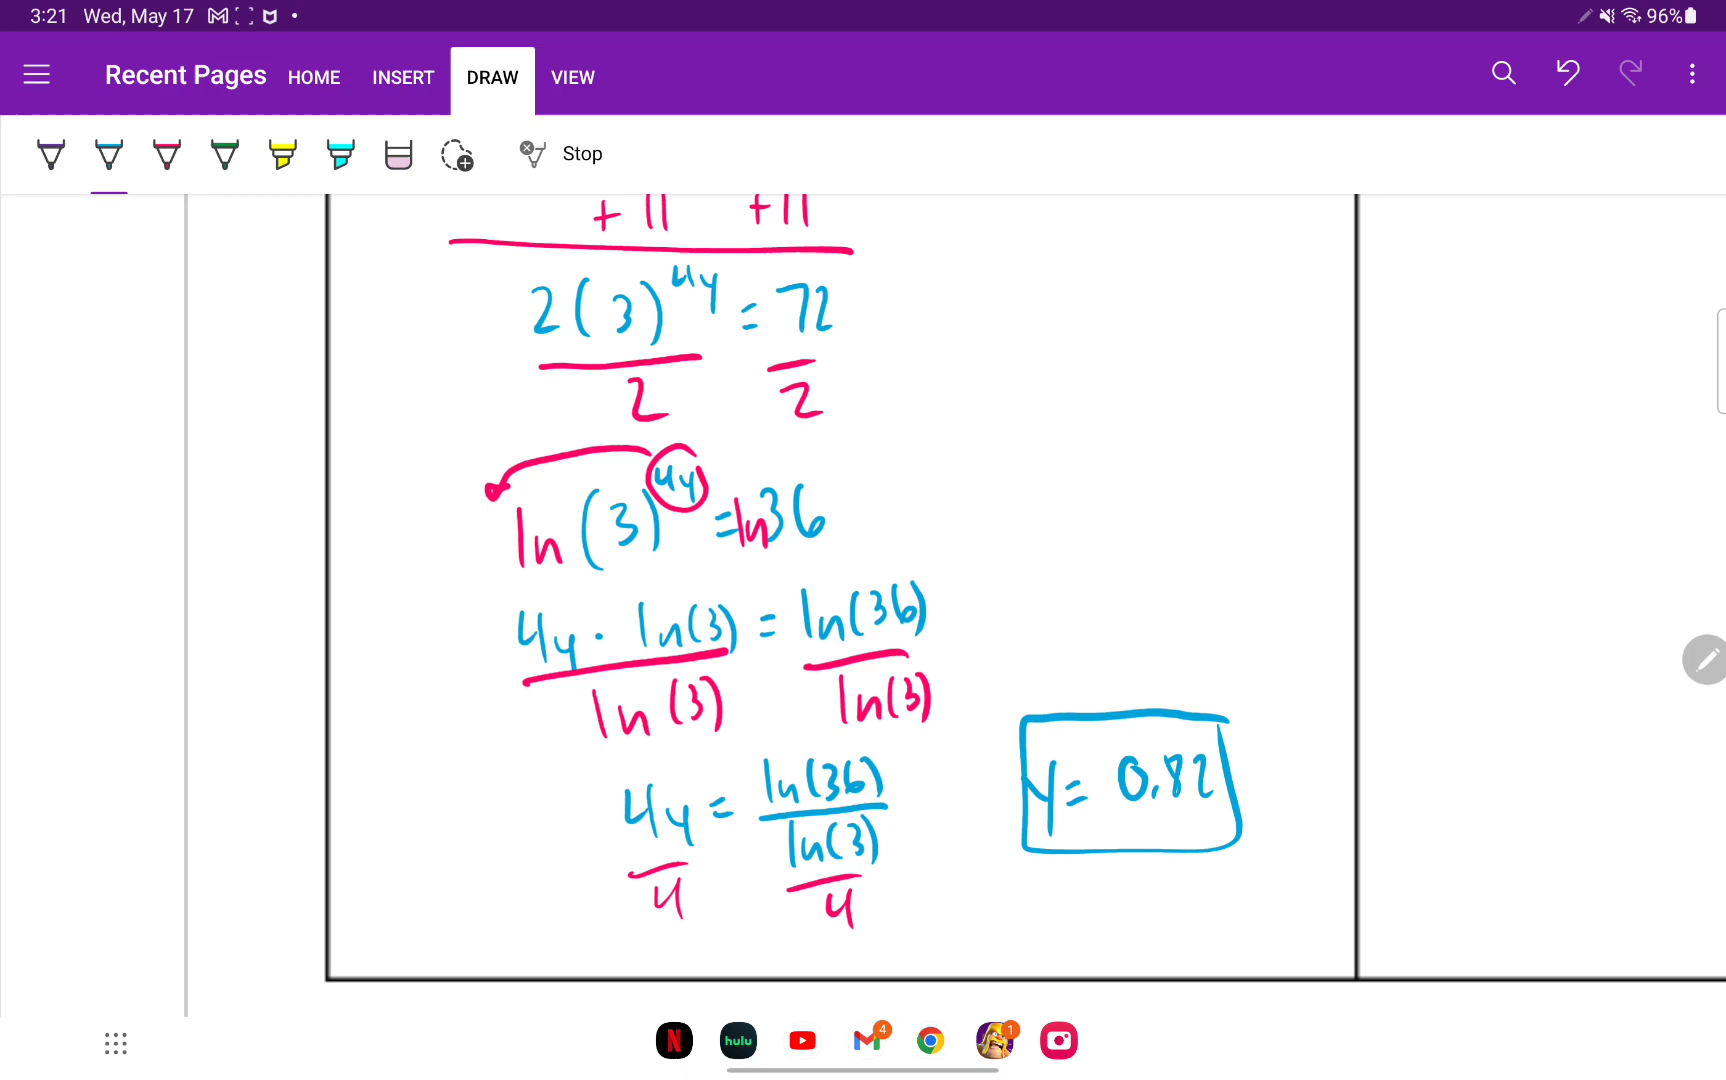 3:21 Wed, May 17 96%
Recent Pages HOME INSERT DRAW VIEW
Stop
+11 +11
2(3)^4y = 72
2 2
ln(3)^4y = ln36
4y · ln(3) = ln(36)
ln(3) ln(3)
4y = ln(36)
ln(3)
4 4
y = 0.82
hulu 4 1